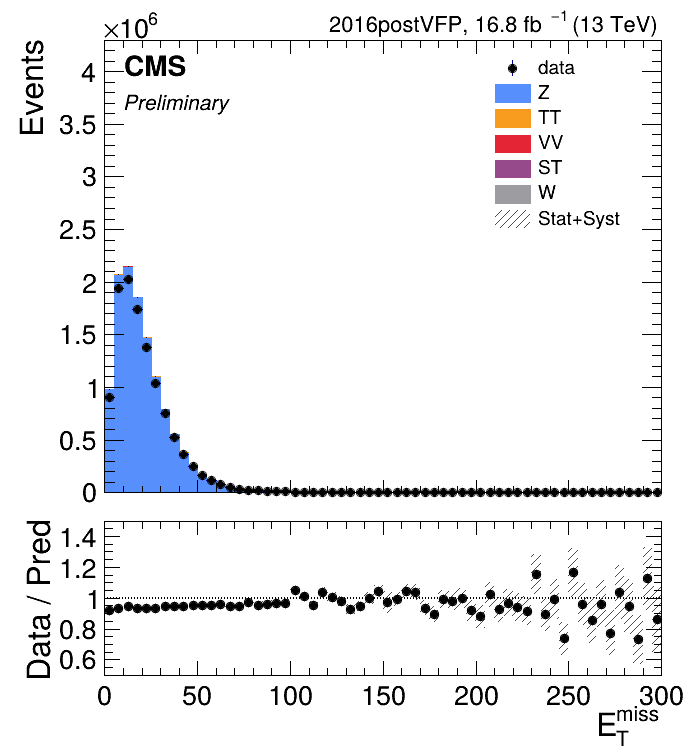 ×10⁶
2016postVFP, 16.8 fb⁻¹ (13 TeV)
Events
CMS
Preliminary
data
Z
TT
VV
ST
W
Stat+Syst
4
3.5
3
2.5
2
1.5
1
0.5
0
Data / Pred
1.4
1.2
1
0.8
0.6
0 50 100 150 200 250 300
E_T^miss